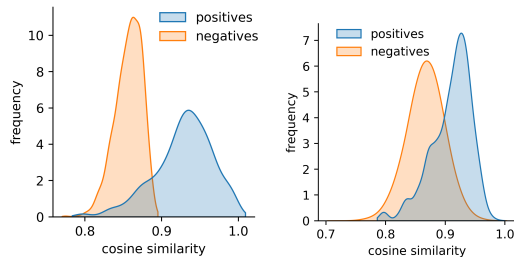 positives
negatives
frequency
10
8
6
4
2
0
0.8 0.9 1.0
cosine similarity
positives
negatives
frequency
7
6
5
4
3
2
1
0
0.7 0.8 0.9 1.0
cosine similarity